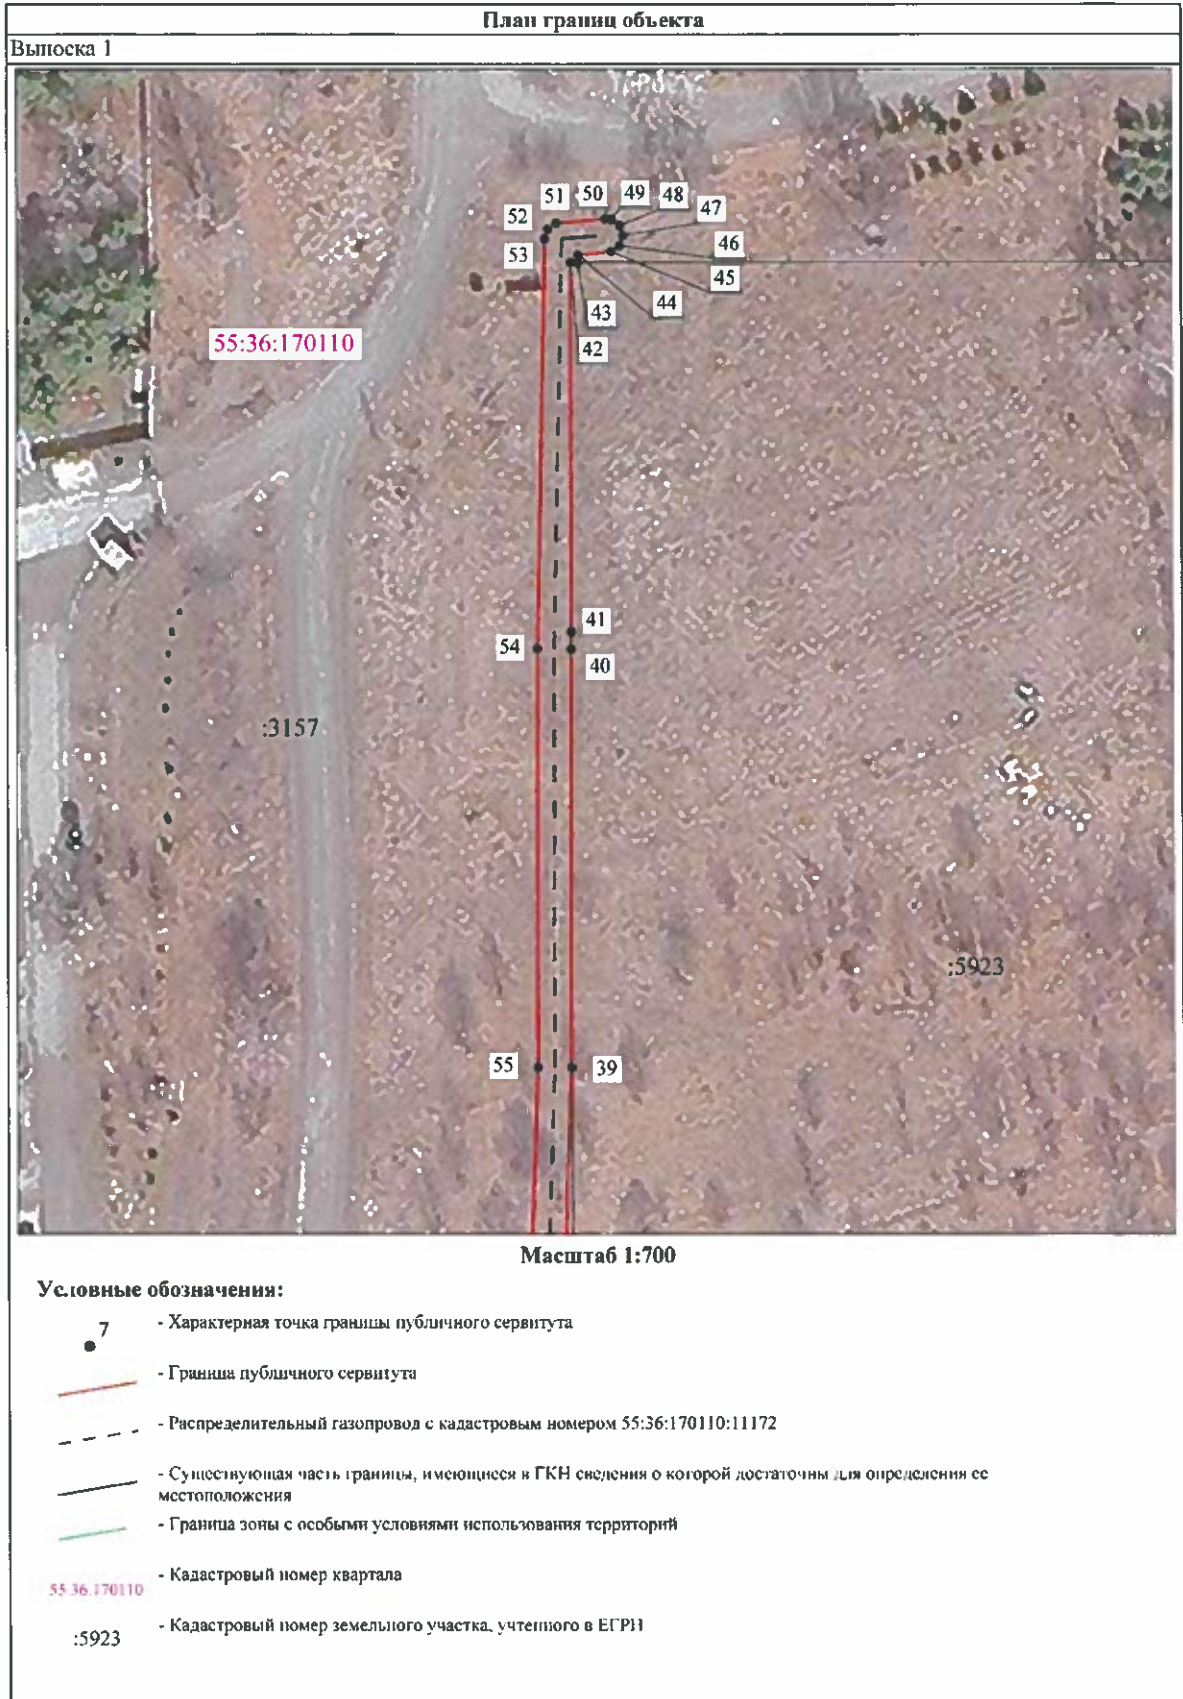 План границ объекта
Выноска 1
51 50 49 48
52 47
53 46
45
43 44
55:36:170110
42
41
54
40
:3157
:5923
55 39
Масштаб 1:700
Условные обозначения:
7 - Характерная точка границы публичного сервитута
- Граница публичного сервитута
- Распределительный газопровод с кадастровым номером 55:36:170110:11172
- Существующая часть границы, имеющиеся в ГКН сведения о которой достаточны для определения ее
местоположения
- Граница зоны с особыми условиями использования территорий
55:36:170110 - Кадастровый номер квартала
:5923 - Кадастровый номер земельного участка, учтенного в ЕГРН